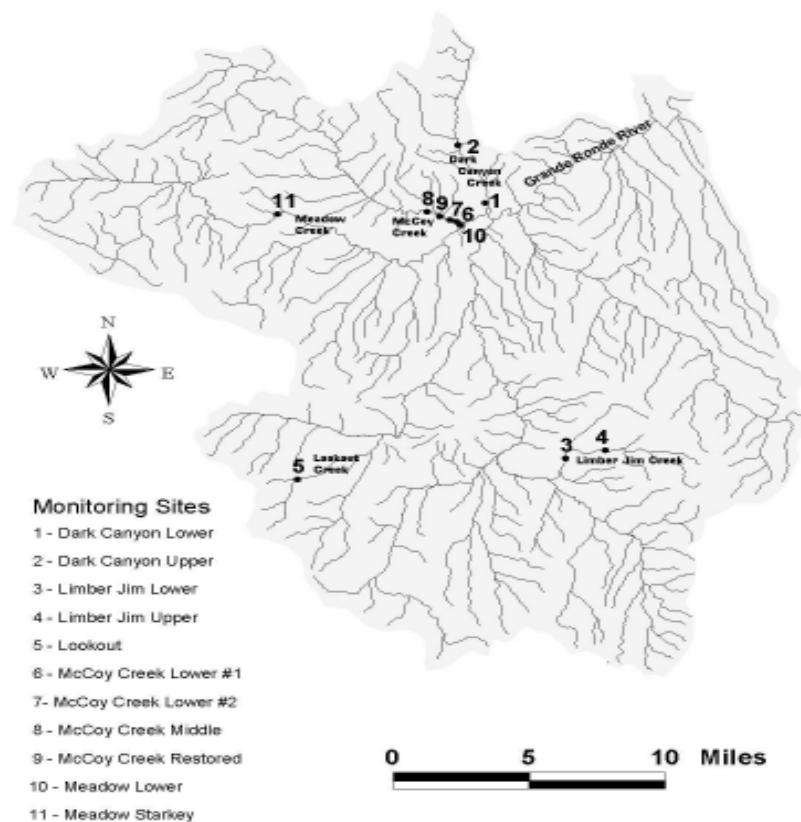 2
Dark
Canyon
Creek
Grande Ronde River
1
11
Meadow
Creek
8
9
7
6
McCoy
Creek
10
N
W
E
S
3
4
Limber Jim Creek
5
Lookout
Creek
Monitoring Sites
1 - Dark Canyon Lower
2 - Dark Canyon Upper
3 - Limber Jim Lower
4 - Limber Jim Upper
5 - Lookout
6 - McCoy Creek Lower #1
7- McCoy Creek Lower #2
8 - McCoy Creek Middle
9 - McCoy Creek Restored
10 - Meadow Lower
11 - Meadow Starkey
0 5 10 Miles